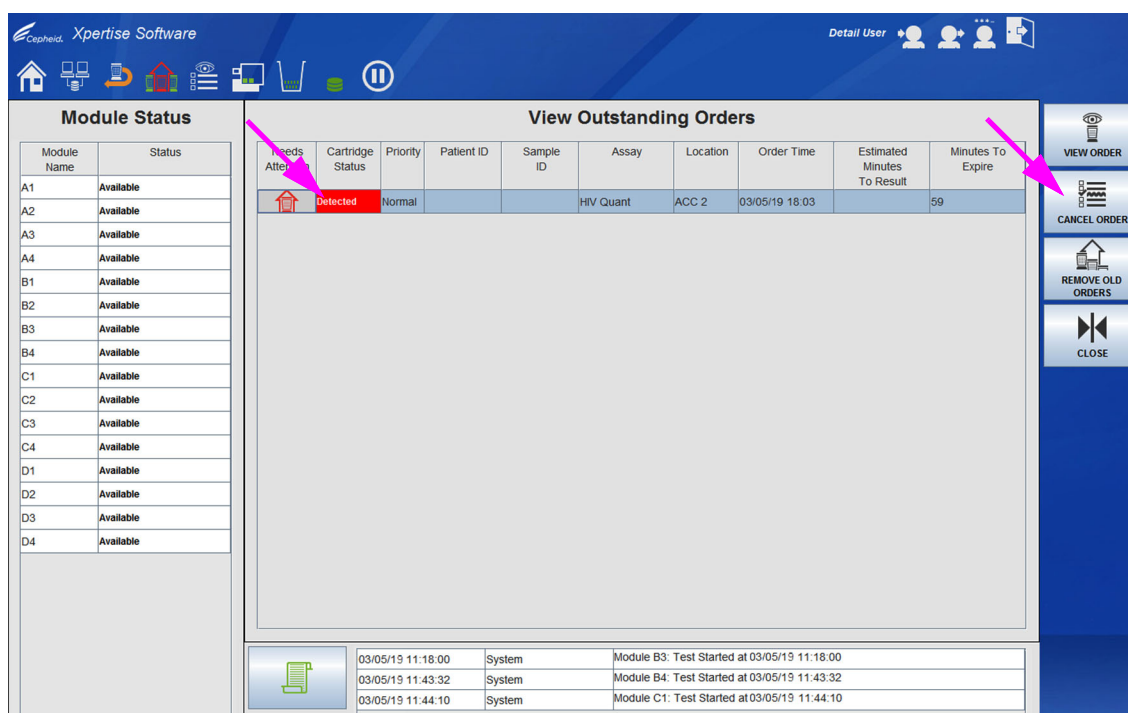 Cepheid. Xpertise Software
Detail User
Module Status
Module Name Status
A1 Available
A2 Available
A3 Available
A4 Available
B1 Available
B2 Available
B3 Available
B4 Available
C1 Available
C2 Available
C3 Available
C4 Available
D1 Available
D2 Available
D3 Available
D4 Available
View Outstanding Orders
Needs Cartridge Priority Patient ID Sample Assay Location Order Time Estimated Minutes To
Attention Status ID Minutes Expire
To Result
Detected Normal HIV Quant ACC 2 03/05/19 18:03 59
03/05/19 11:18:00 System Module B3: Test Started at 03/05/19 11:18:00
03/05/19 11:43:32 System Module B4: Test Started at 03/05/19 11:43:32
03/05/19 11:44:10 System Module C1: Test Started at 03/05/19 11:44:10
VIEW ORDER
CANCEL ORDER
REMOVE OLD
ORDERS
CLOSE